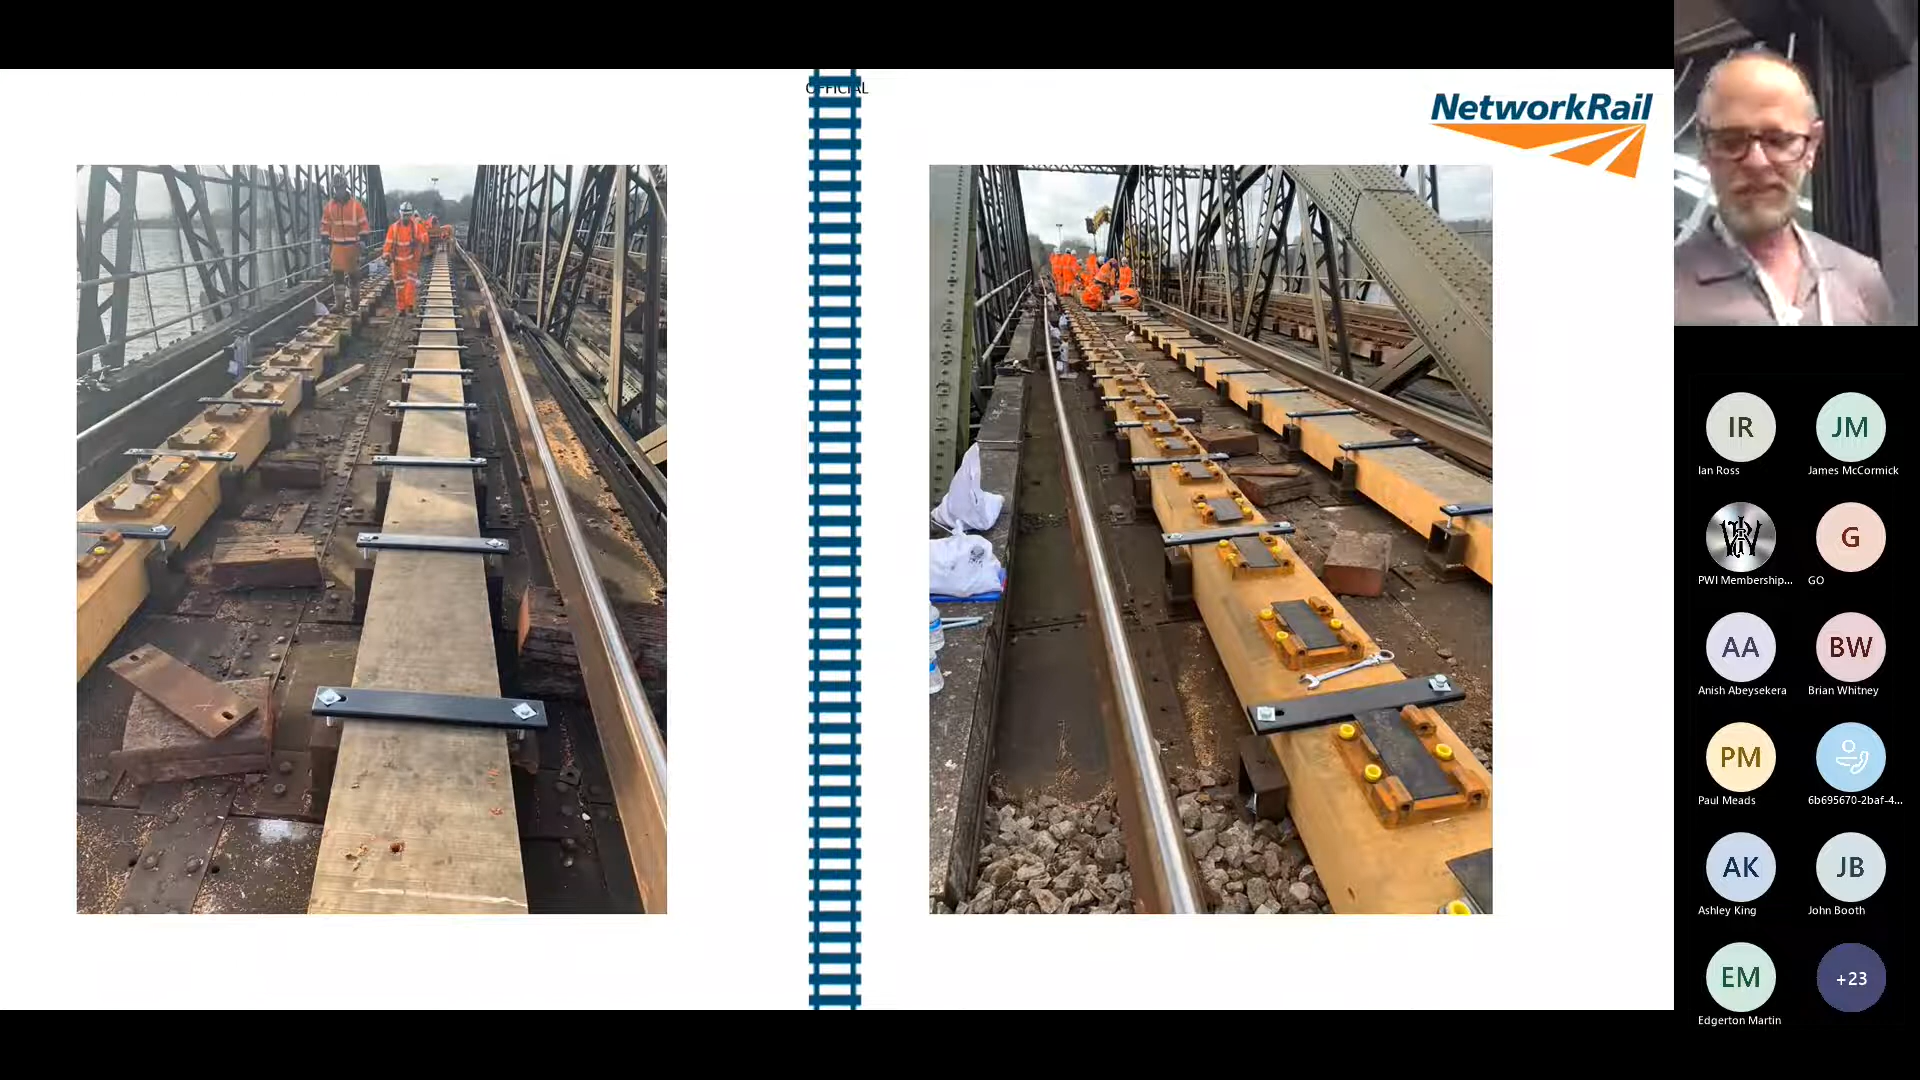 OFFICIAL
NetworkRail
IR
JM
Ian Ross
James McCormick
PWI Membership...
G
GO
AA
BW
Anish Abeysekera
Brian Whitney
PM
Paul Meads
6b695670-2baf-4...
AK
JB
Ashley King
John Booth
EM
+23
Edgerton Martin